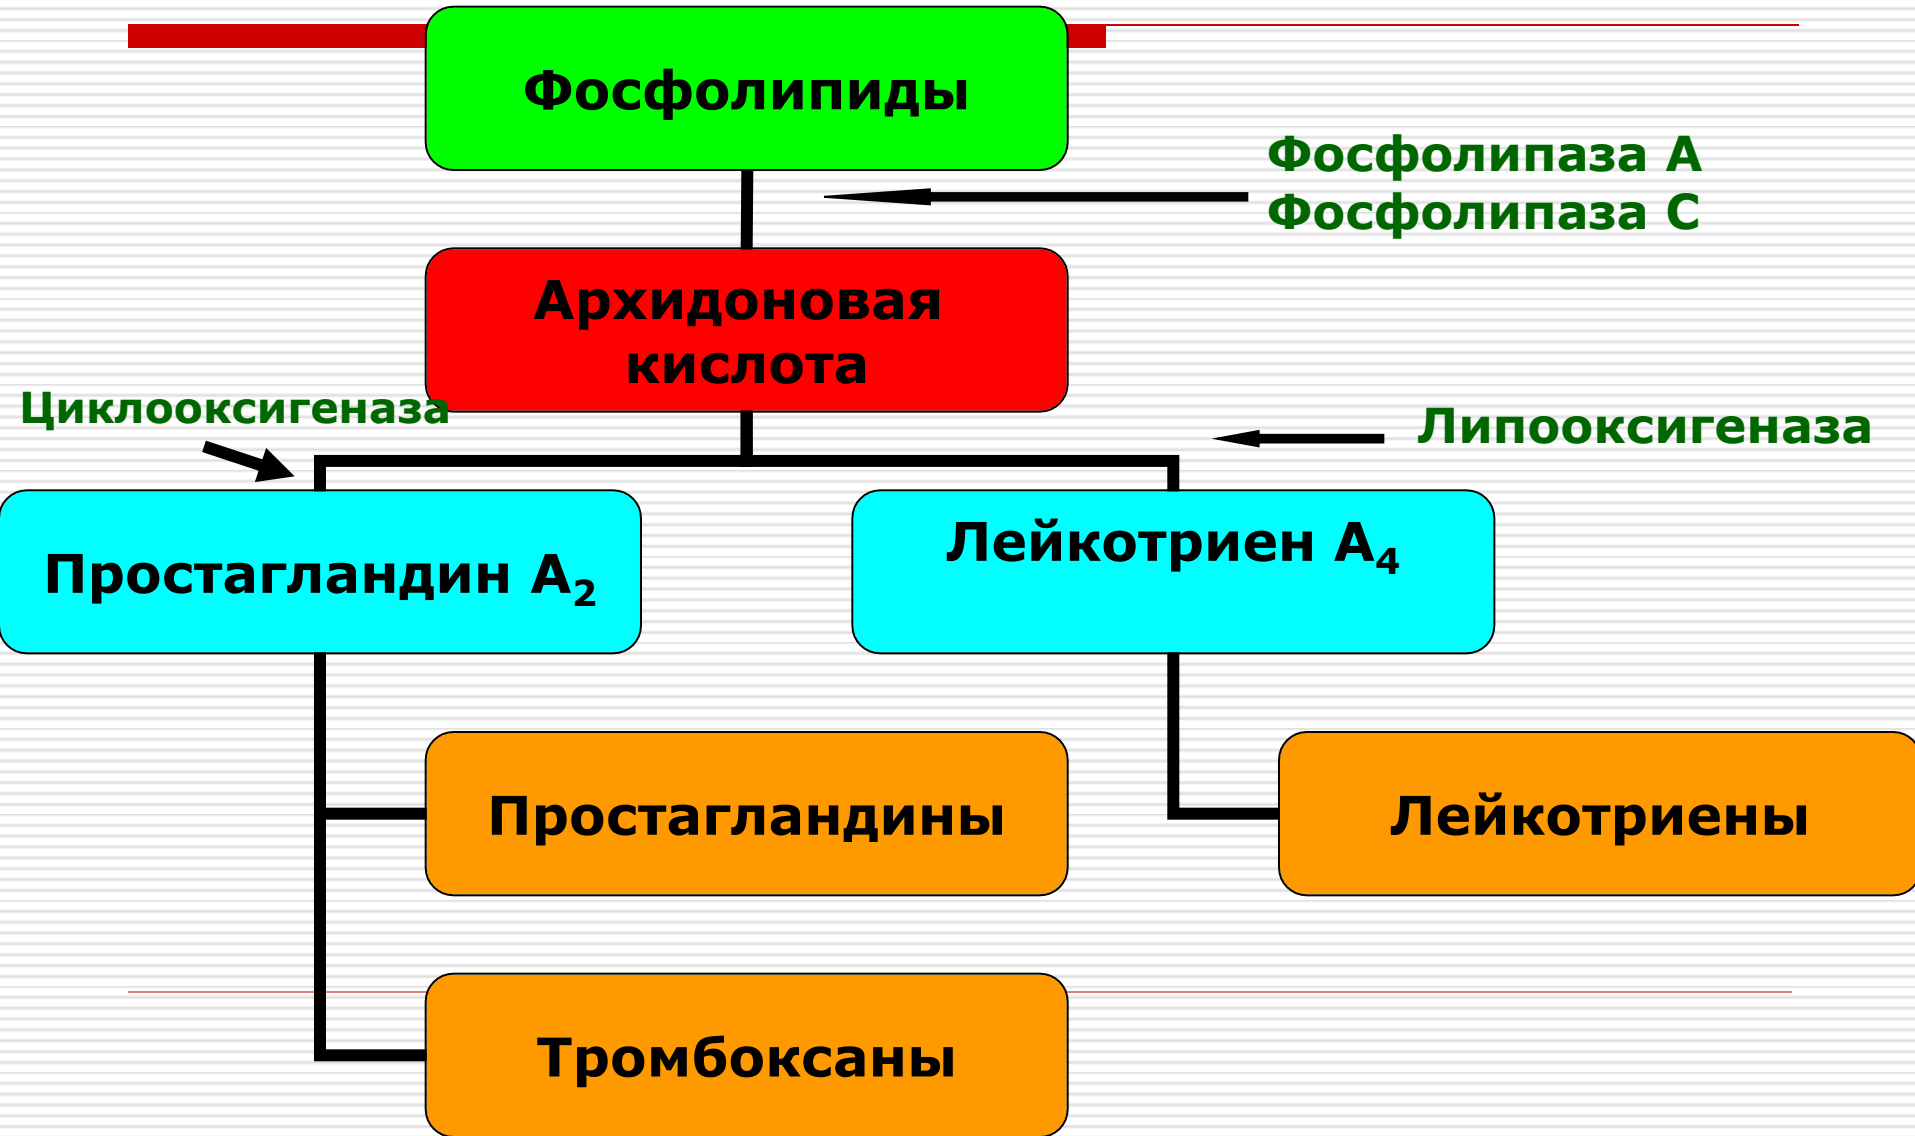 Фосфолипиды
Фосфолипаза А
Фосфолипаза С
Архидоновая
кислота
Циклооксигеназа
Липооксигеназа
Простагландин А2
Лейкотриен А4
Простагландины
Лейкотриены
Тромбоксаны